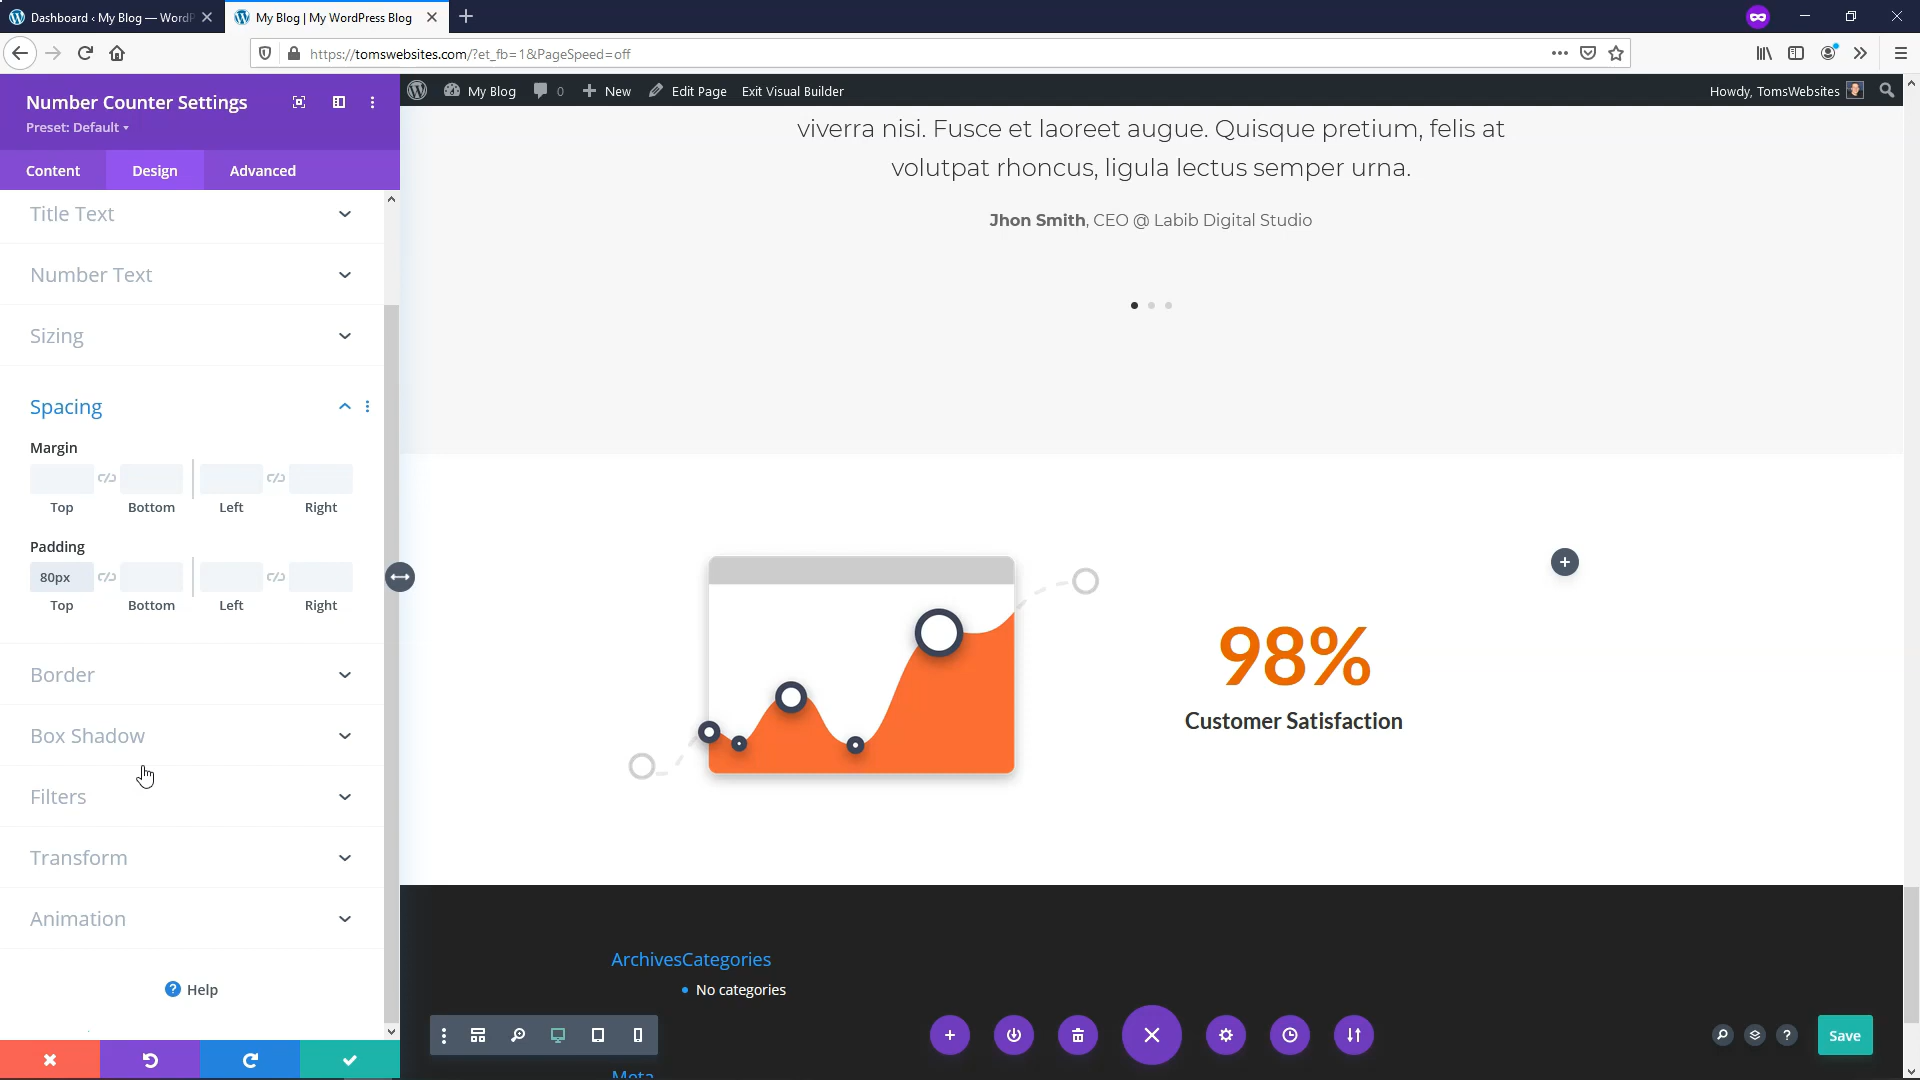 Dashboard ‹ My Blog — WordP
My Blog | My WordPress Blog
https://tomswebsites.com/?et_fb=1&PageSpeed=off
Number Counter Settings
Preset: Default
Content
Design
Advanced
Title Text
Number Text
Sizing
Spacing
Margin
Top
Bottom
Left
Right
Padding
80px
Top
Bottom
Left
Right
Border
Box Shadow
Filters
Transform
Animation
? Help
My Blog
0
New
Edit Page
Exit Visual Builder
Howdy, TomsWebsites
viverra nisi. Fusce et laoreet augue. Quisque pretium, felis at
volutpat rhoncus, ligula lectus semper urna.
Jhon Smith, CEO @ Labib Digital Studio
98%
Customer Satisfaction
ArchivesCategories
No categories
Meta
?
Save